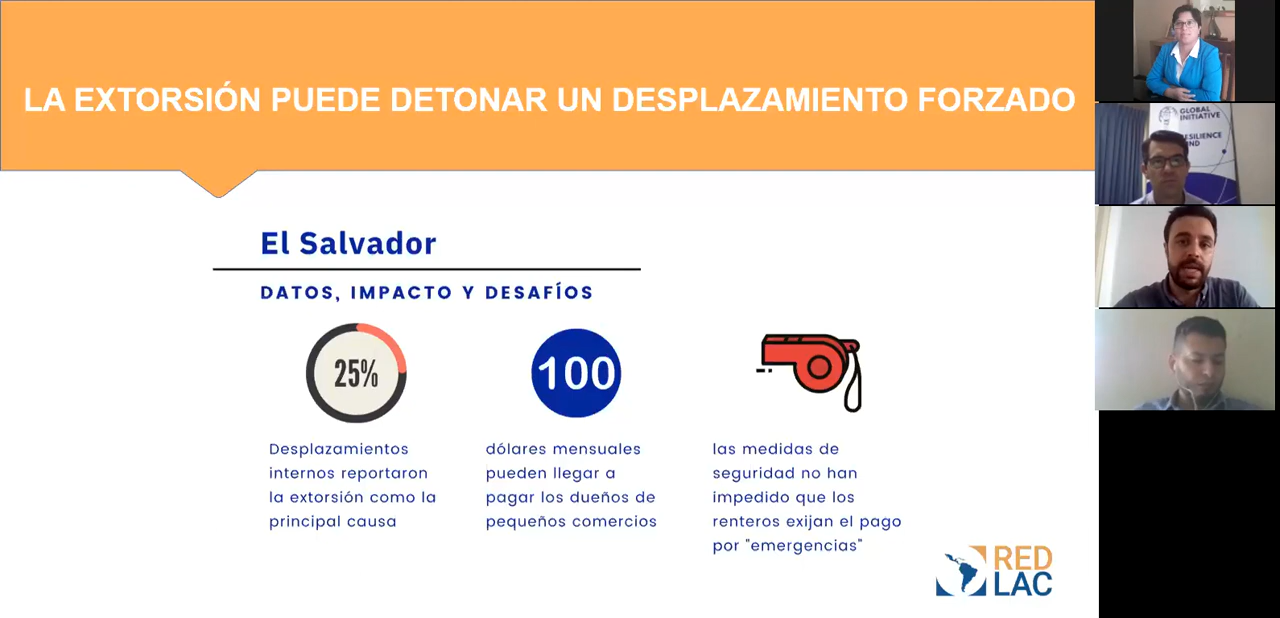 LA EXTORSIÓN PUEDE DETONAR UN DESPLAZAMIENTO FORZADO
El Salvador
DATOS, IMPACTO Y DESAFÍOS
25%
Desplazamientos
internos reportaron
la extorsión como la
principal causa
100
dólares mensuales
pueden llegar a
pagar los dueños de
pequeños comercios
las medidas de
seguridad no han
impedido que los
renteros exijan el pago
por "emergencias"
RED
LAC
GLOBAL
INITIATIVE